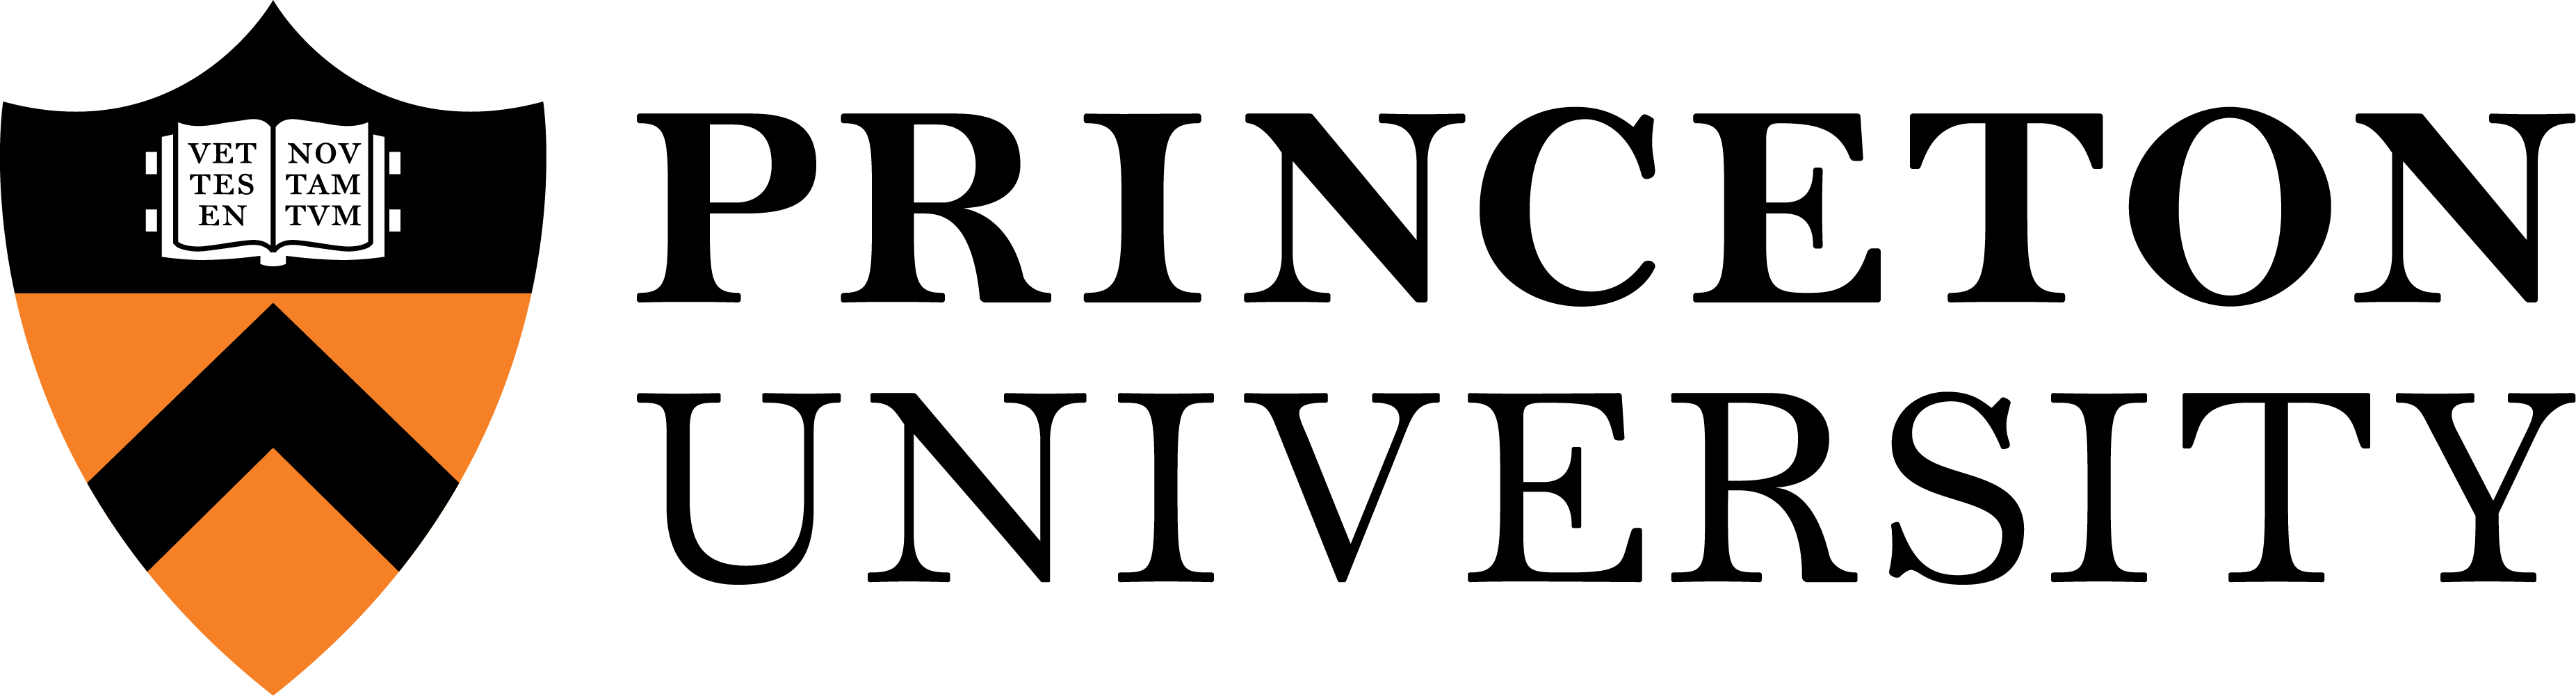 VET NOV
TES TAM
EN TVM
PRINCETON
UNIVERSITY